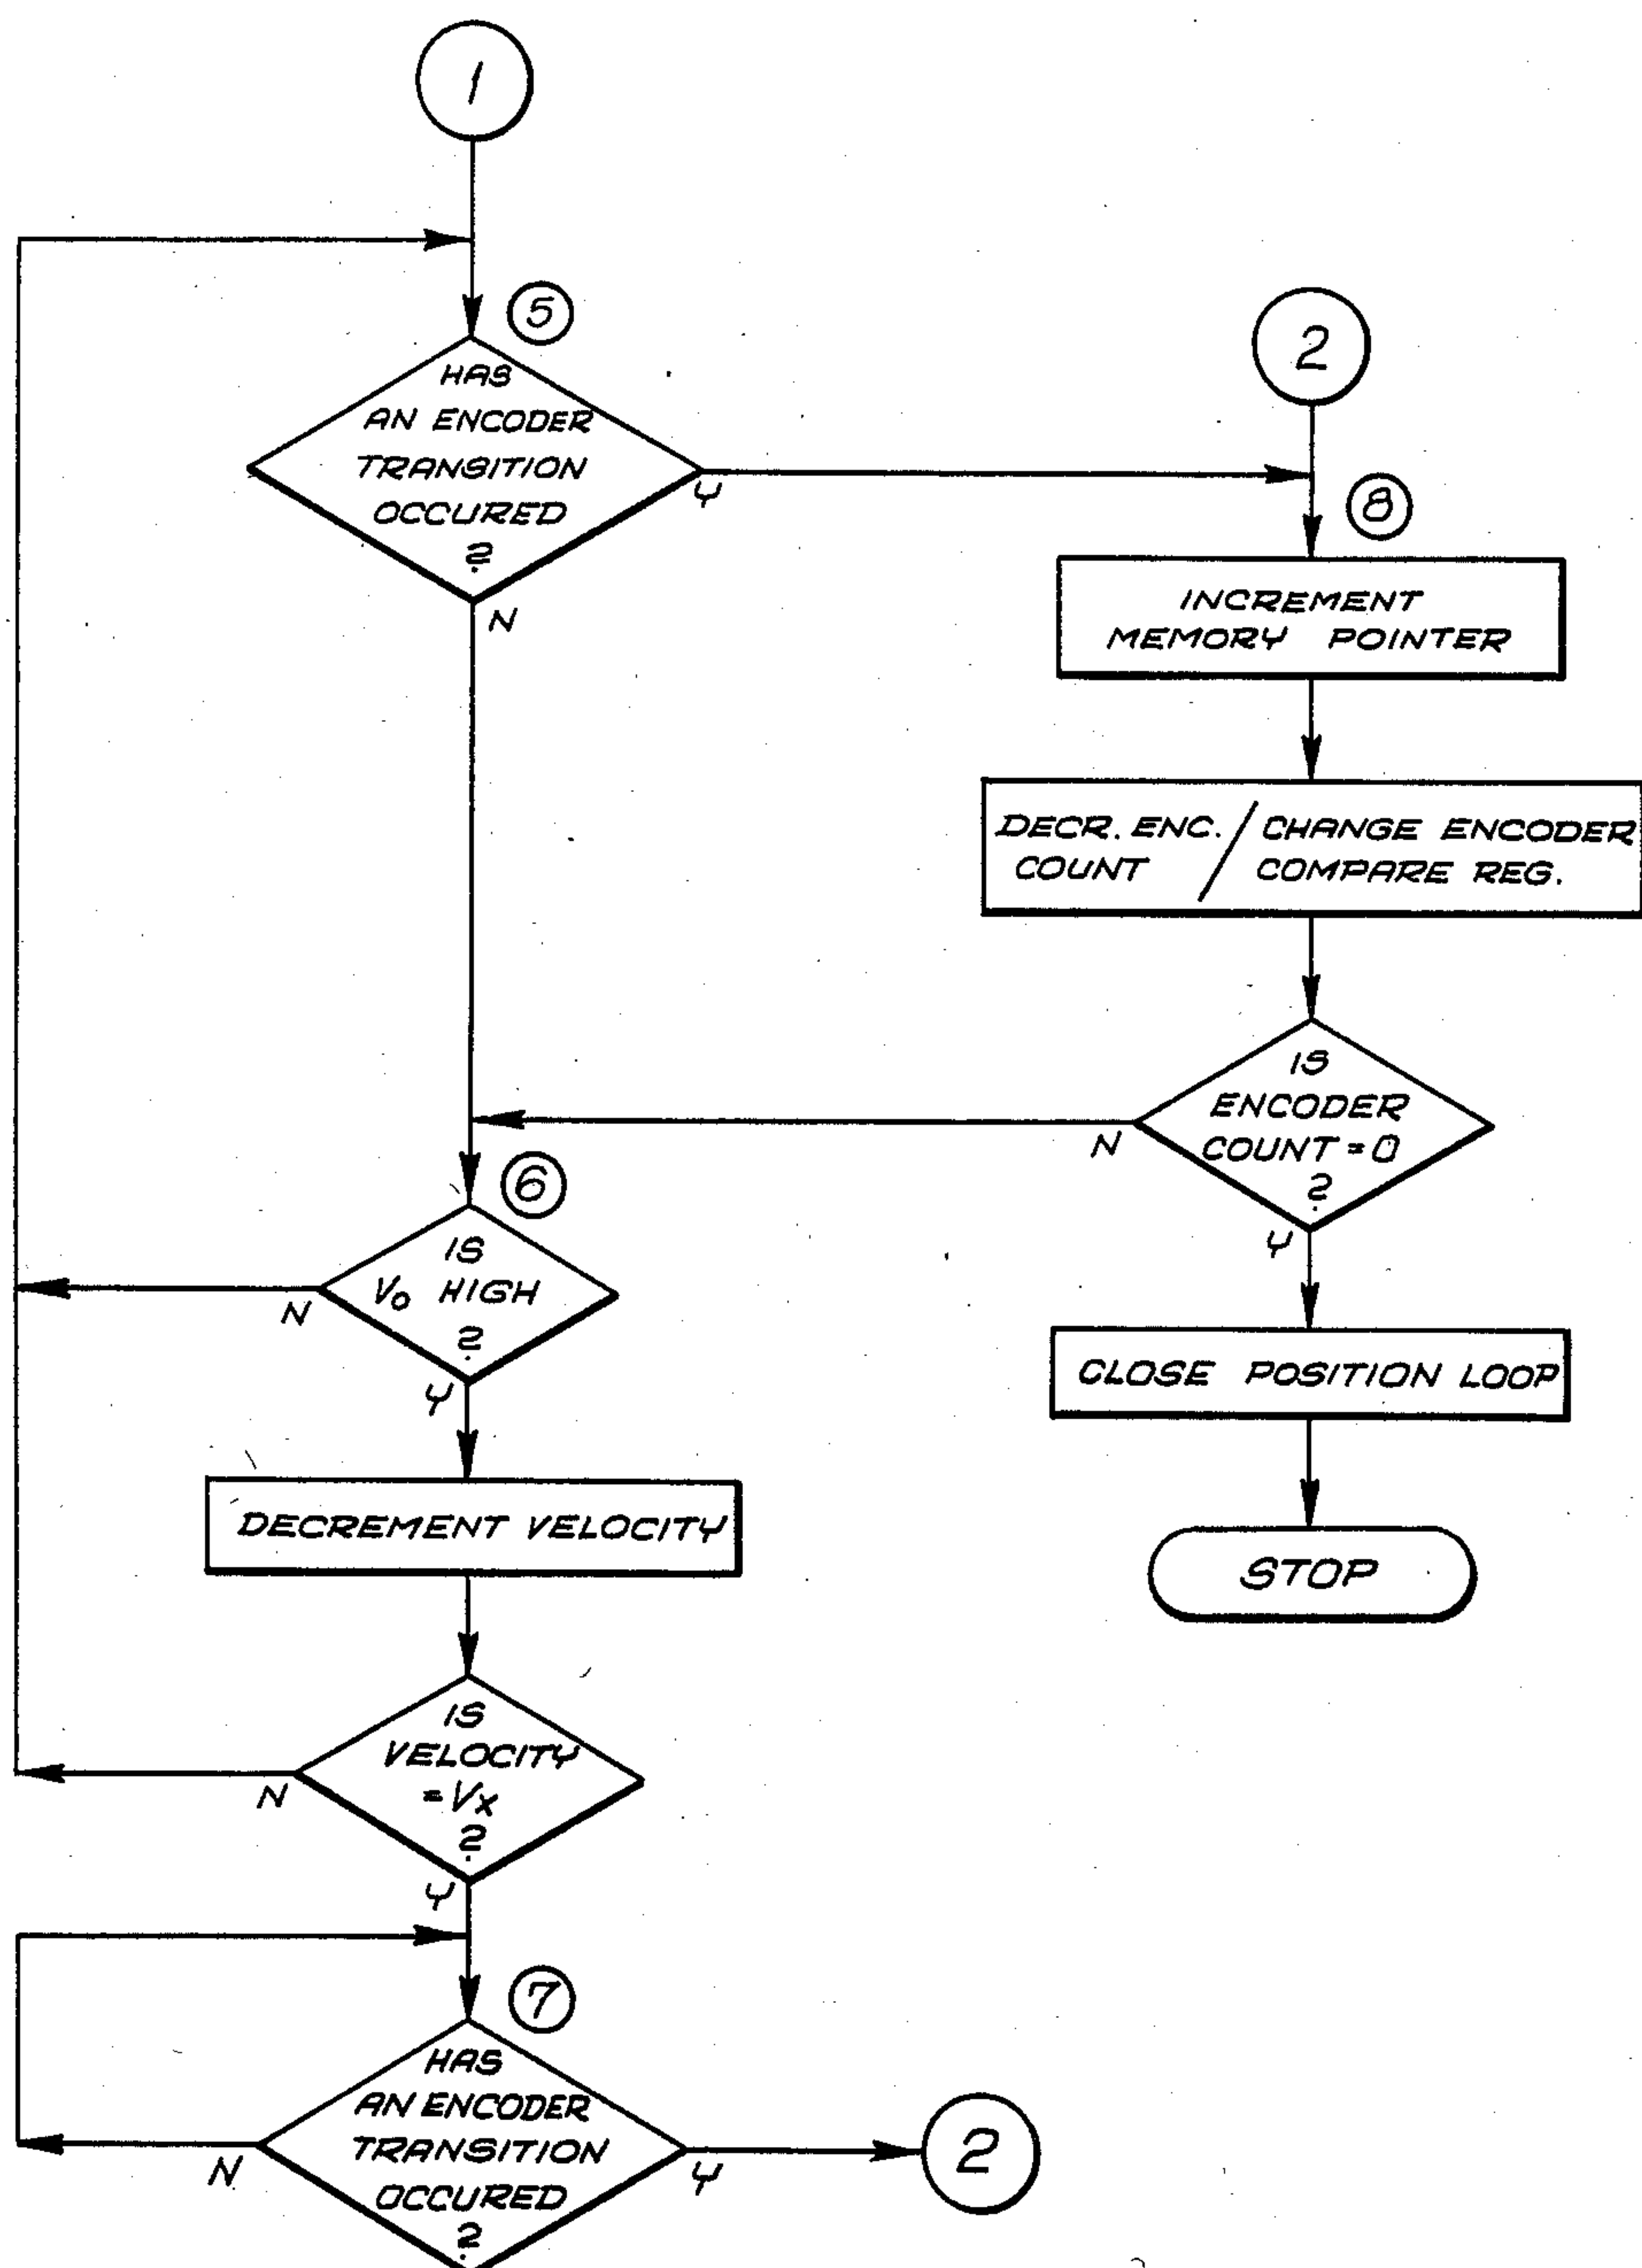 1
5
HAS
AN ENCODER
TRANSITION
OCCURED
?
Y
N
2
8
INCREMENT
MEMORY POINTER
DECR. ENC. / CHANGE ENCODER
COUNT COMPARE REG.
IS
ENCODER
COUNT = 0
?
N
Y
6
IS
V₀ HIGH
?
N
Y
CLOSE POSITION LOOP
DECREMENT VELOCITY
STOP
IS
VELOCITY
= Vx
?
N
Y
7
HAS
AN ENCODER
TRANSITION
OCCURED
?
N
Y
2